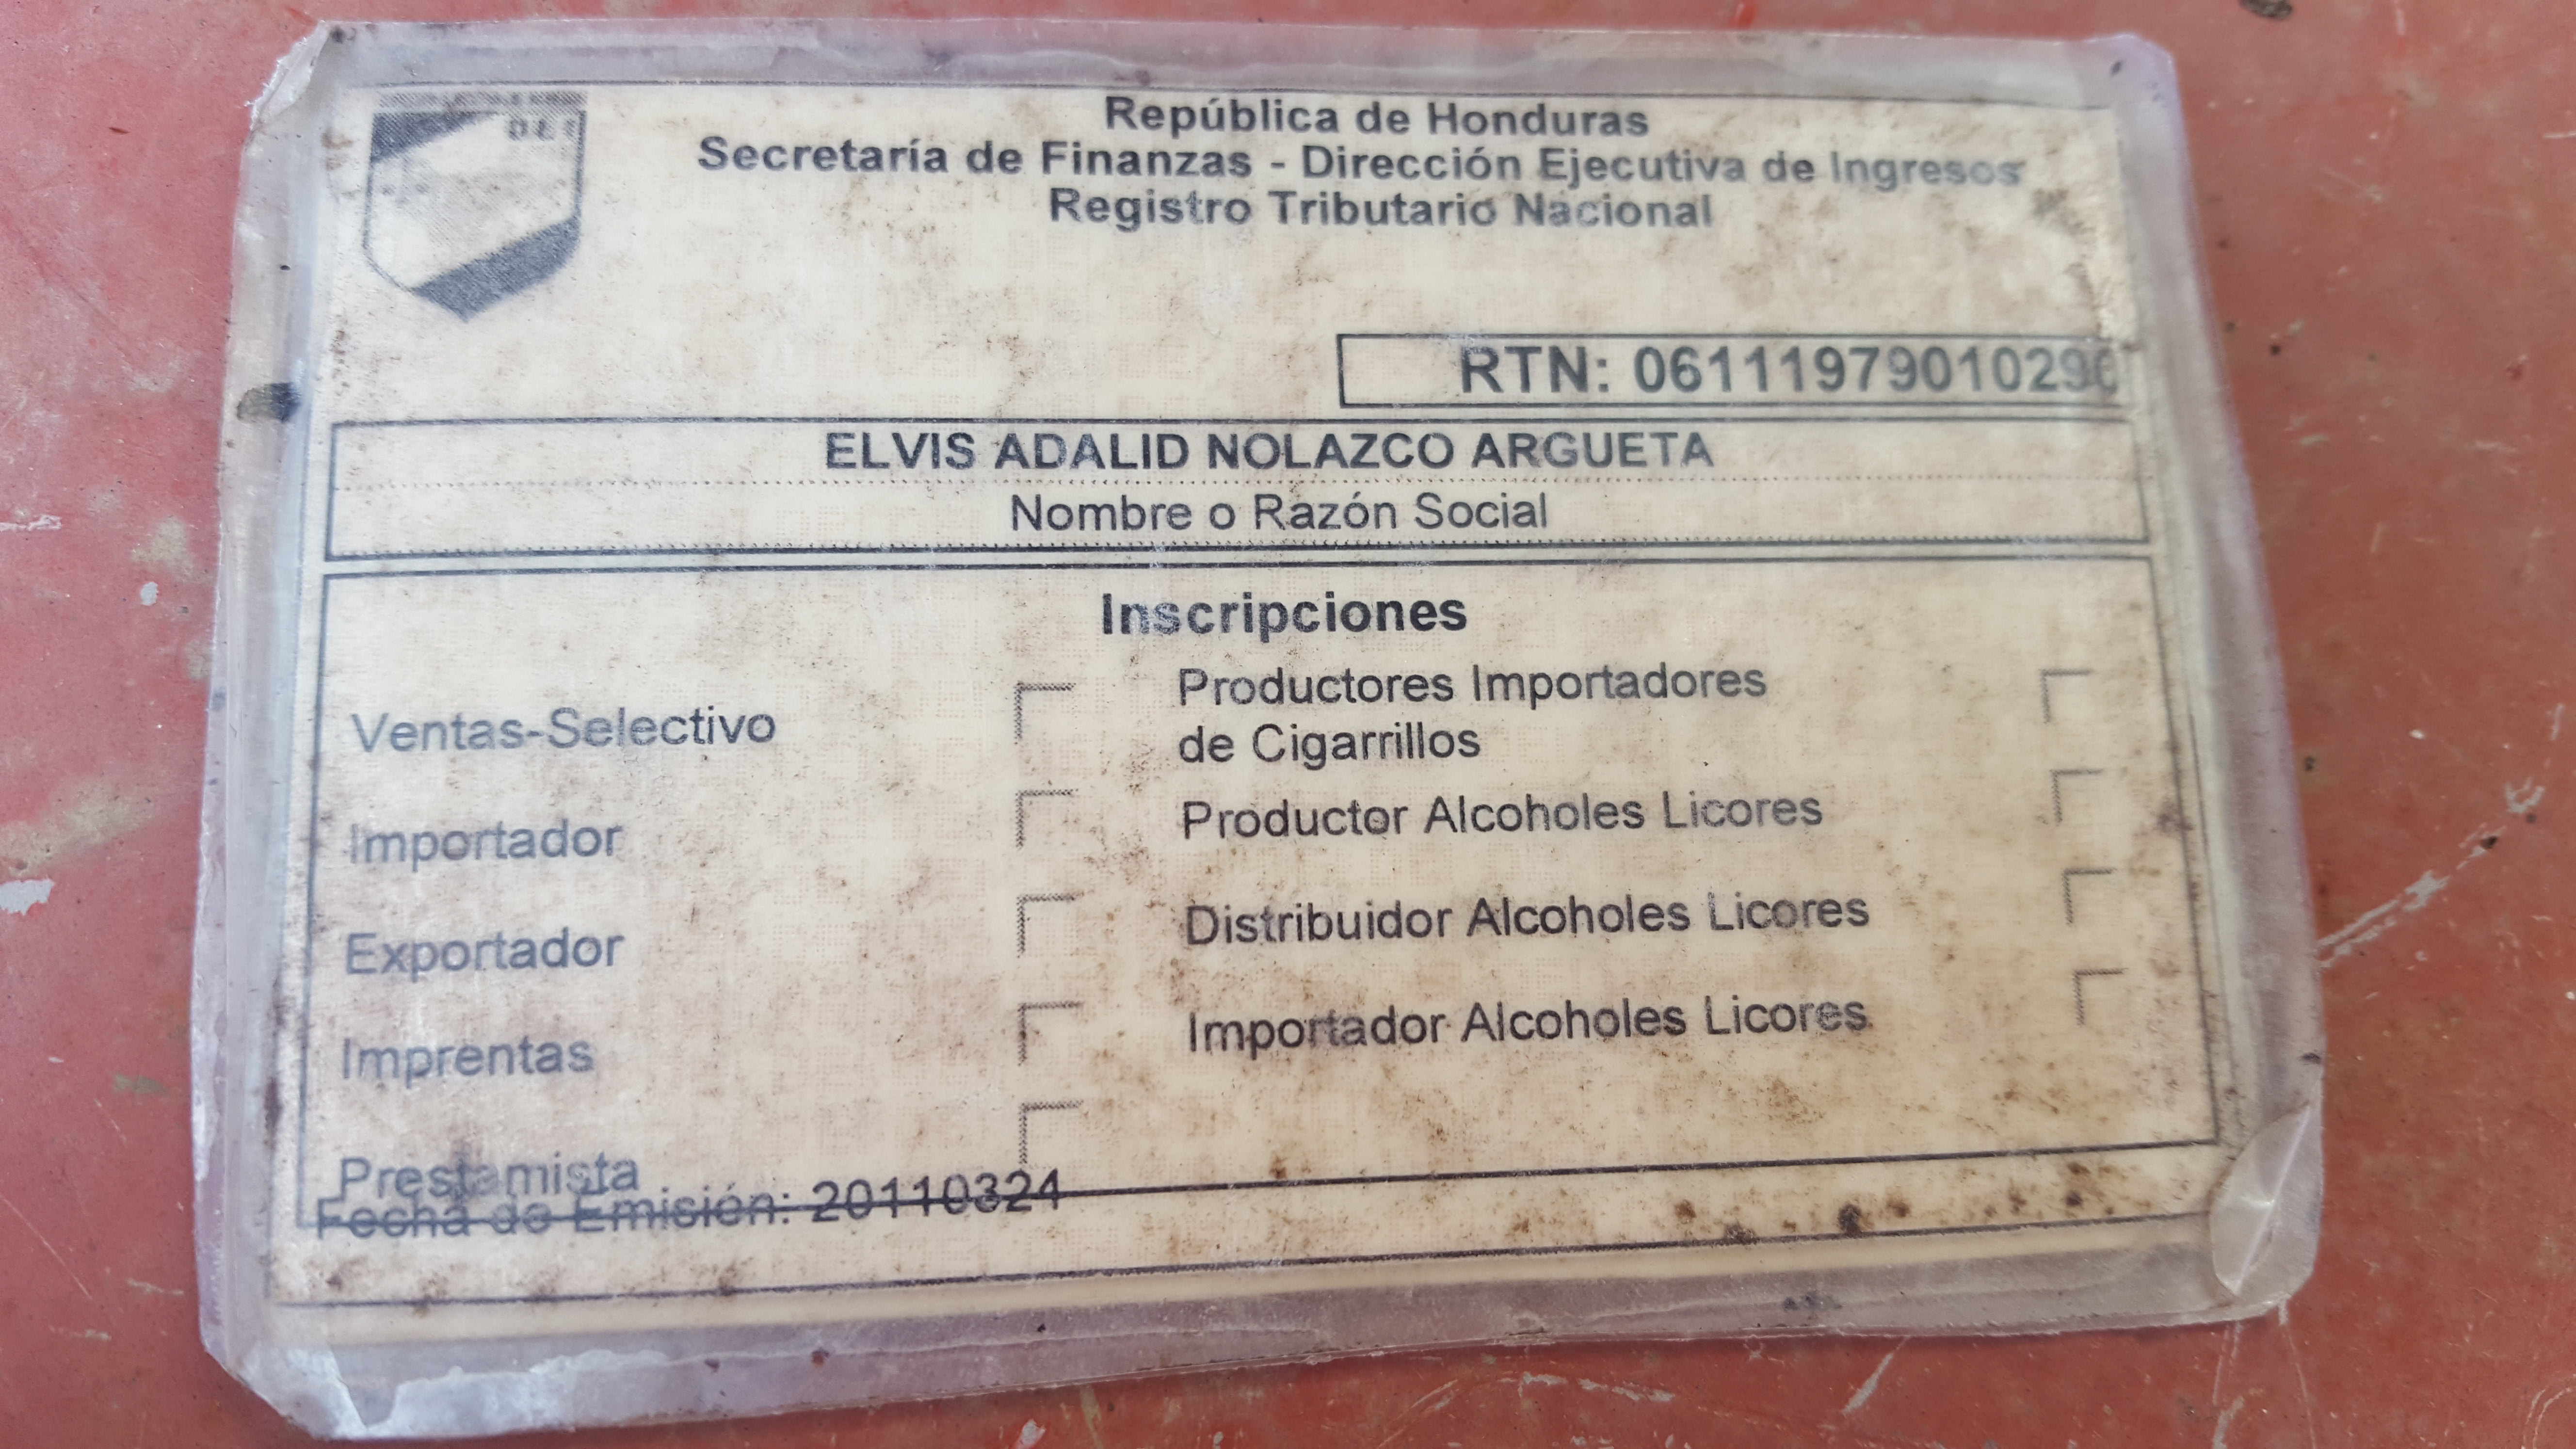 DEI
República de Honduras
Secretaría de Finanzas - Dirección Ejecutiva de Ingresos
Registro Tributario Nacional
RTN:
ELVIS ADALID NOLAZCO ARGUETA
Nombre o Razón Social
Inscripciones
Ventas-Selectivo
Productores Importadores
de Cigarrillos
Importador
Productor Alcoholes Licores
Exportador
Distribuidor Alcoholes Licores
Imprentas
Importador Alcoholes Licores
Prestamista
Fecha de Emisión: 20110324